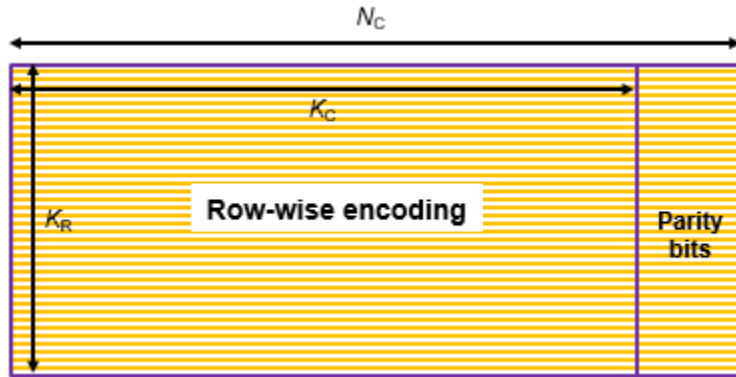 N_C
K_C
K_R
Row-wise encoding
Parity
bits